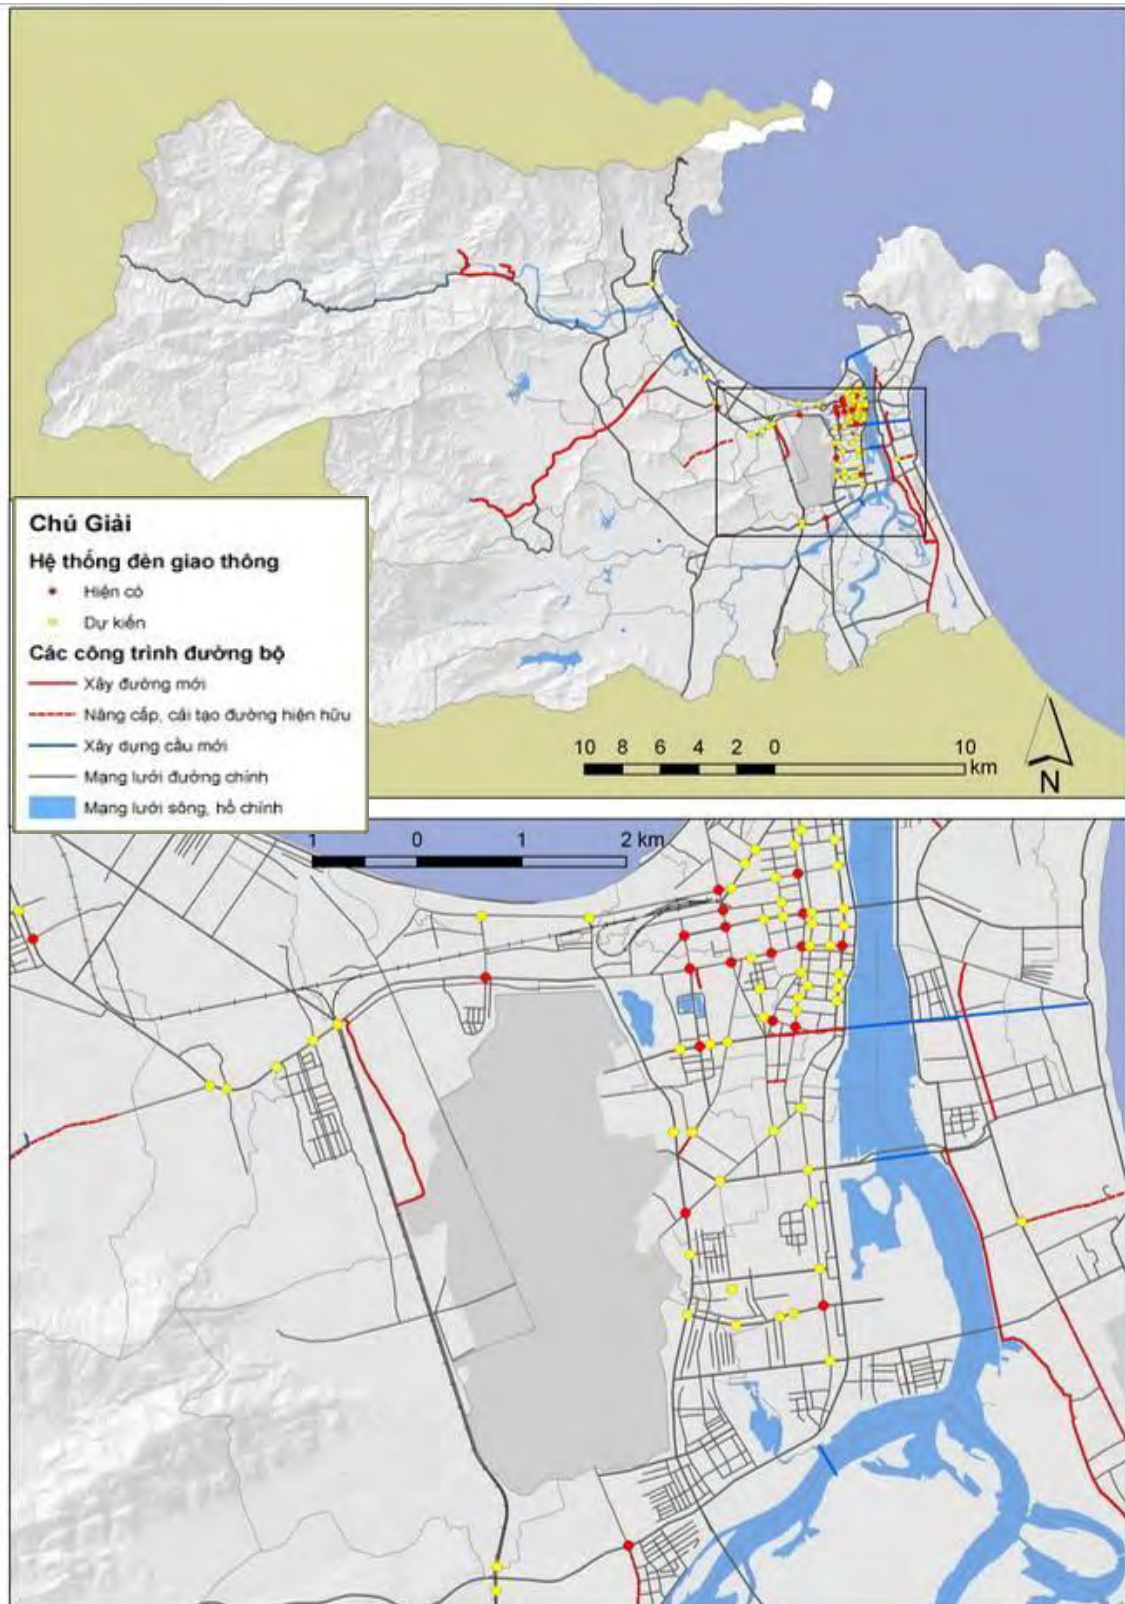 Chú Giải
Hệ thống đèn giao thông
Hiện có
Dự kiến
Các công trình đường bộ
Xây đường mới
Nâng cấp, cải tạo đường hiện hữu
Xây dựng cầu mới
Mạng lưới đường chính
Mạng lưới sông, hồ chính
10 8 6 4 2 0 10
km
N
1 0 1 2 km